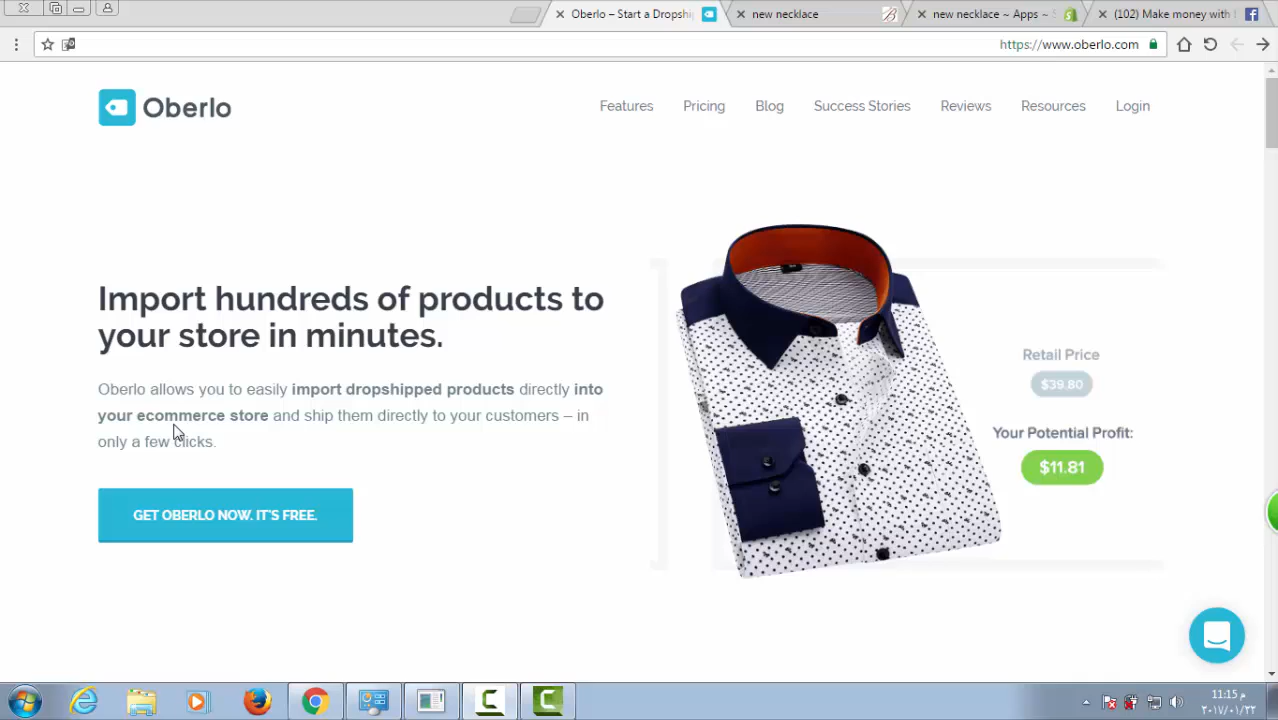 Oberlo – Start a Dropshi
new necklace
new necklace ~ Apps ~ S
(102) Make money with
https://www.oberlo.com
Oberlo
Features
Pricing
Blog
Success Stories
Reviews
Resources
Login
Import hundreds of products to
your store in minutes.
Oberlo allows you to easily import dropshipped products directly into
your ecommerce store and ship them directly to your customers – in
only a few clicks.
GET OBERLO NOW. IT'S FREE.
Retail Price
$39.80
Your Potential Profit:
$11.81
11:15 م
٢٠١٧/٠١/٢٢